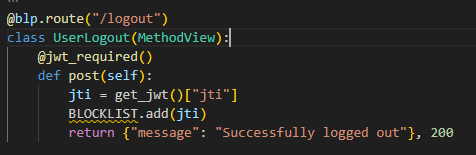 @blp.route("/logout")
class UserLogout(MethodView):
    @jwt_required()
    def post(self):
        jti = get_jwt()["jti"]
        BLOCKLIST.add(jti)
        return {"message": "Successfully logged out"}, 200